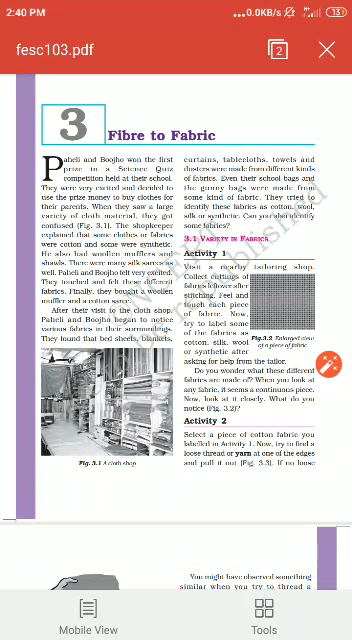 2:40 PM
...0.0KB/s
H+
13
fesc103.pdf
2
3
Fibre to Fabric
Paheli and Boojho won the first
prize in a Science Quiz
competition held at their school.
They were very excited and decided to
use the prize money to buy clothes for
their parents. When they saw a large
variety of cloth material, they got
confused (Fig. 3.1). The shopkeeper
explained that some clothes or fabrics
were cotton and some were synthetic.
He also had woollen mufflers and
shawls. There were many silk sarees as
well. Paheli and Boojho felt very excited.
They touched and felt these different
fabrics. Finally, they bought a woollen
muffler and a cotton saree.
After their visit to the cloth shop,
Paheli and Boojho began to notice
various fabrics in their surroundings.
They found that bed sheets, blankets,
Fig. 3.1 A cloth shop
curtains, tablecloths, towels and
dusters were made from different kinds
of fabrics. Even their school bags and
the gunny bags were made from
some kind of fabric. They tried to
identify these fabrics as cotton, wool,
silk or synthetic. Can you also identify
some fabrics?
3.1 VARIETY IN FABRICS
Activity 1
Visit a nearby tailoring shop.
Collect cuttings of
fabrics leftover after
stitching. Feel and
touch each piece
of fabric. Now,
try to label some
of the fabrics as
cotton, silk, wool
or synthetic after
asking for help from the tailor.
Fig.3.2 Enlarged view
of a piece of fabric
Do you wonder what these different
fabrics are made of? When you look at
any fabric, it seems a continuous piece.
Now, look at it closely. What do you
notice (Fig. 3.2)?
Activity 2
Select a piece of cotton fabric you
labelled in Activity 1. Now, try to find a
loose thread or yarn at one of the edges
and pull it out (Fig. 3.3). If no loose
You might have observed something
similar when you try to thread a
Mobile View
Tools